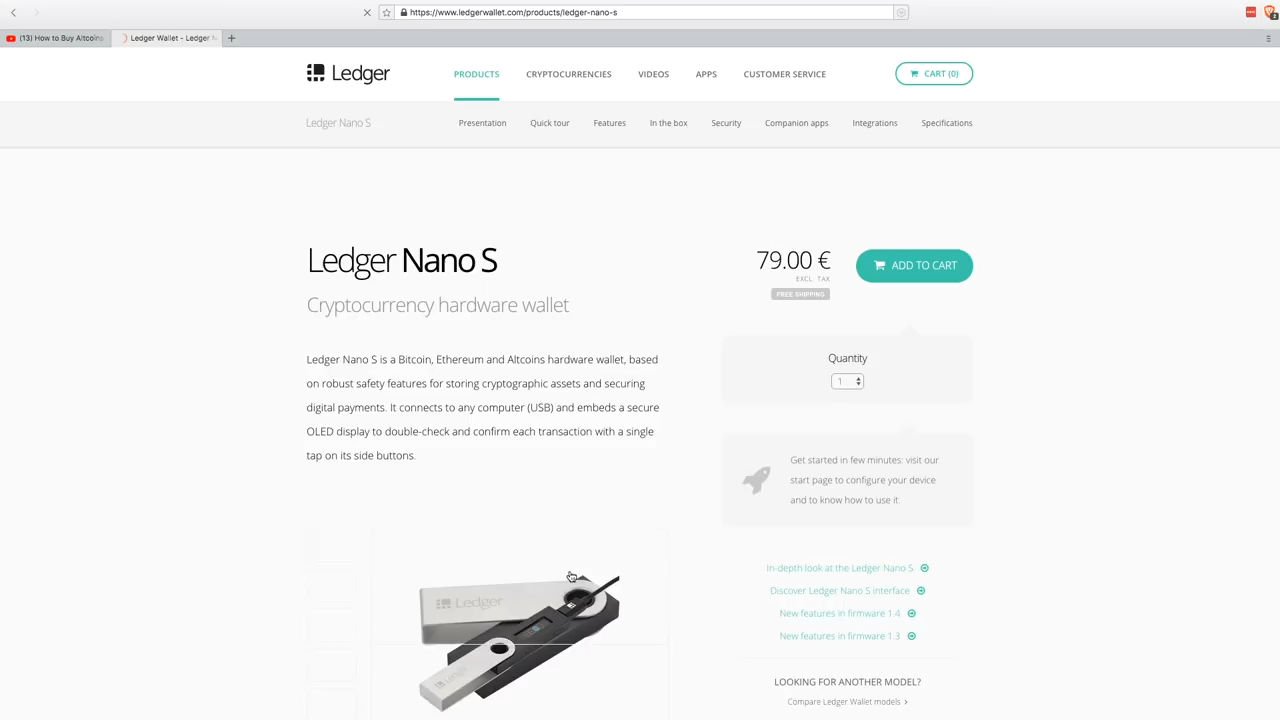 https://www.ledgerwallet.com/products/ledger-nano-s
2
(13) How to Buy Altcoins
Ledger Wallet - Ledger N
Ledger
PRODUCTS
CRYPTOCURRENCIES
VIDEOS
APPS
CUSTOMER SERVICE
CART (0)
Ledger Nano S
Presentation
Quick tour
Features
In the box
Security
Companion apps
Integrations
Specifications
Ledger Nano S
Cryptocurrency hardware wallet
Ledger Nano S is a Bitcoin, Ethereum and Altcoins hardware wallet, based
on robust safety features for storing cryptographic assets and securing
digital payments. It connects to any computer (USB) and embeds a secure
OLED display to double-check and confirm each transaction with a single
tap on its side buttons.
79.00 €
EXCL. TAX
FREE SHIPPING
ADD TO CART
Quantity
1
Get started in few minutes: visit our
start page to configure your device
and to know how to use it.
In-depth look at the Ledger Nano S
Discover Ledger Nano S interface
New features in firmware 1.4
New features in firmware 1.3
LOOKING FOR ANOTHER MODEL?
Compare Ledger Wallet models
Ledger
Ledger